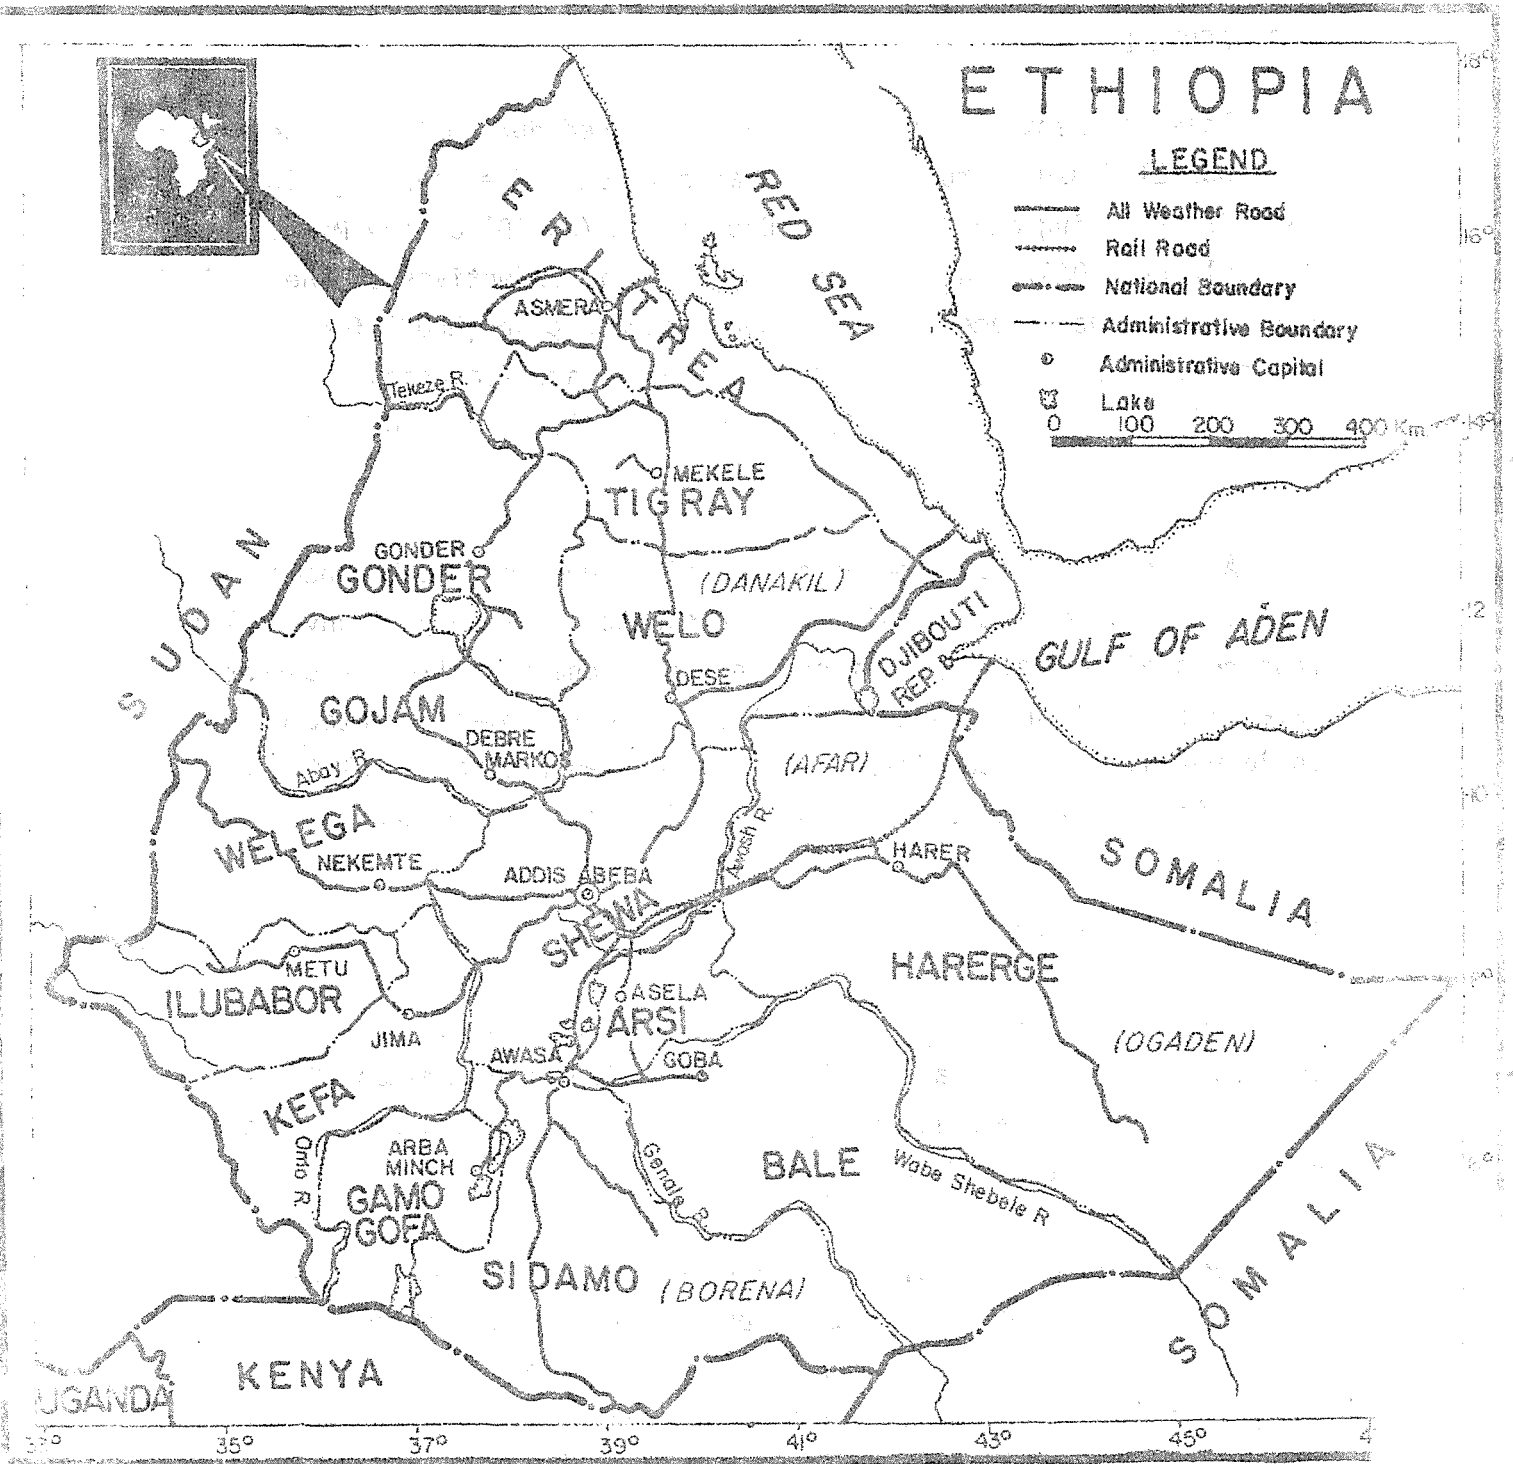 ETHIOPIA
LEGEND
All Weather Road
Rail Road
National Boundary
Administrative Boundary
Administrative Capital
Lake
0 100 200 300 400 Km
16°
12
10
RED SEA
ERITREA
ASMERA
Tekeze R.
MEKELE
TIGRAY
SUDAN
GONDER
GONDER
(DANAKIL)
WELO
DJIBOUTI
REP.
GULF OF ADEN
DESE
GOJAM
DEBRE
MARKOS
Abay R.
(AFAR)
Awash R.
WELEGA
NEKEMTE
ADDIS ABEBA
SHEWA
HARER
SOMALIA
METU
ILUBABOR
JIMA
HARERGE
ASELA
ARSI
AWASA
GOBA
(OGADEN)
KEFA
Omo R.
ARBA
MINCH
GAMO
GOFA
Genale
BALE
Wabe Shebele R
SIDAMO
(BORENA)
SOMALIA
KENYA
UGANDA
35° 37° 39° 41° 43° 45°